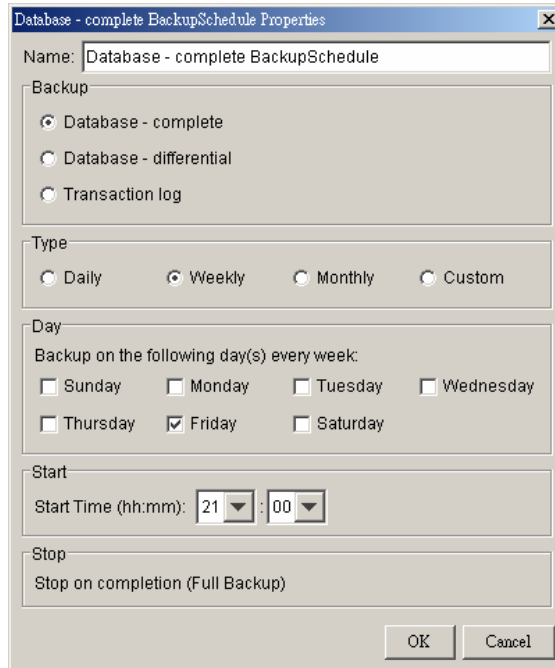 Database - complete BackupSchedule Properties
Name: Database - complete BackupSchedule
Backup
Database - complete
Database - differential
Transaction log
Type
Daily Weekly Monthly Custom
Day
Backup on the following day(s) every week:
Sunday Monday Tuesday Wednesday
Thursday Friday Saturday
Start
Start Time (hh:mm): 21 : 00
Stop
Stop on completion (Full Backup)
OK Cancel